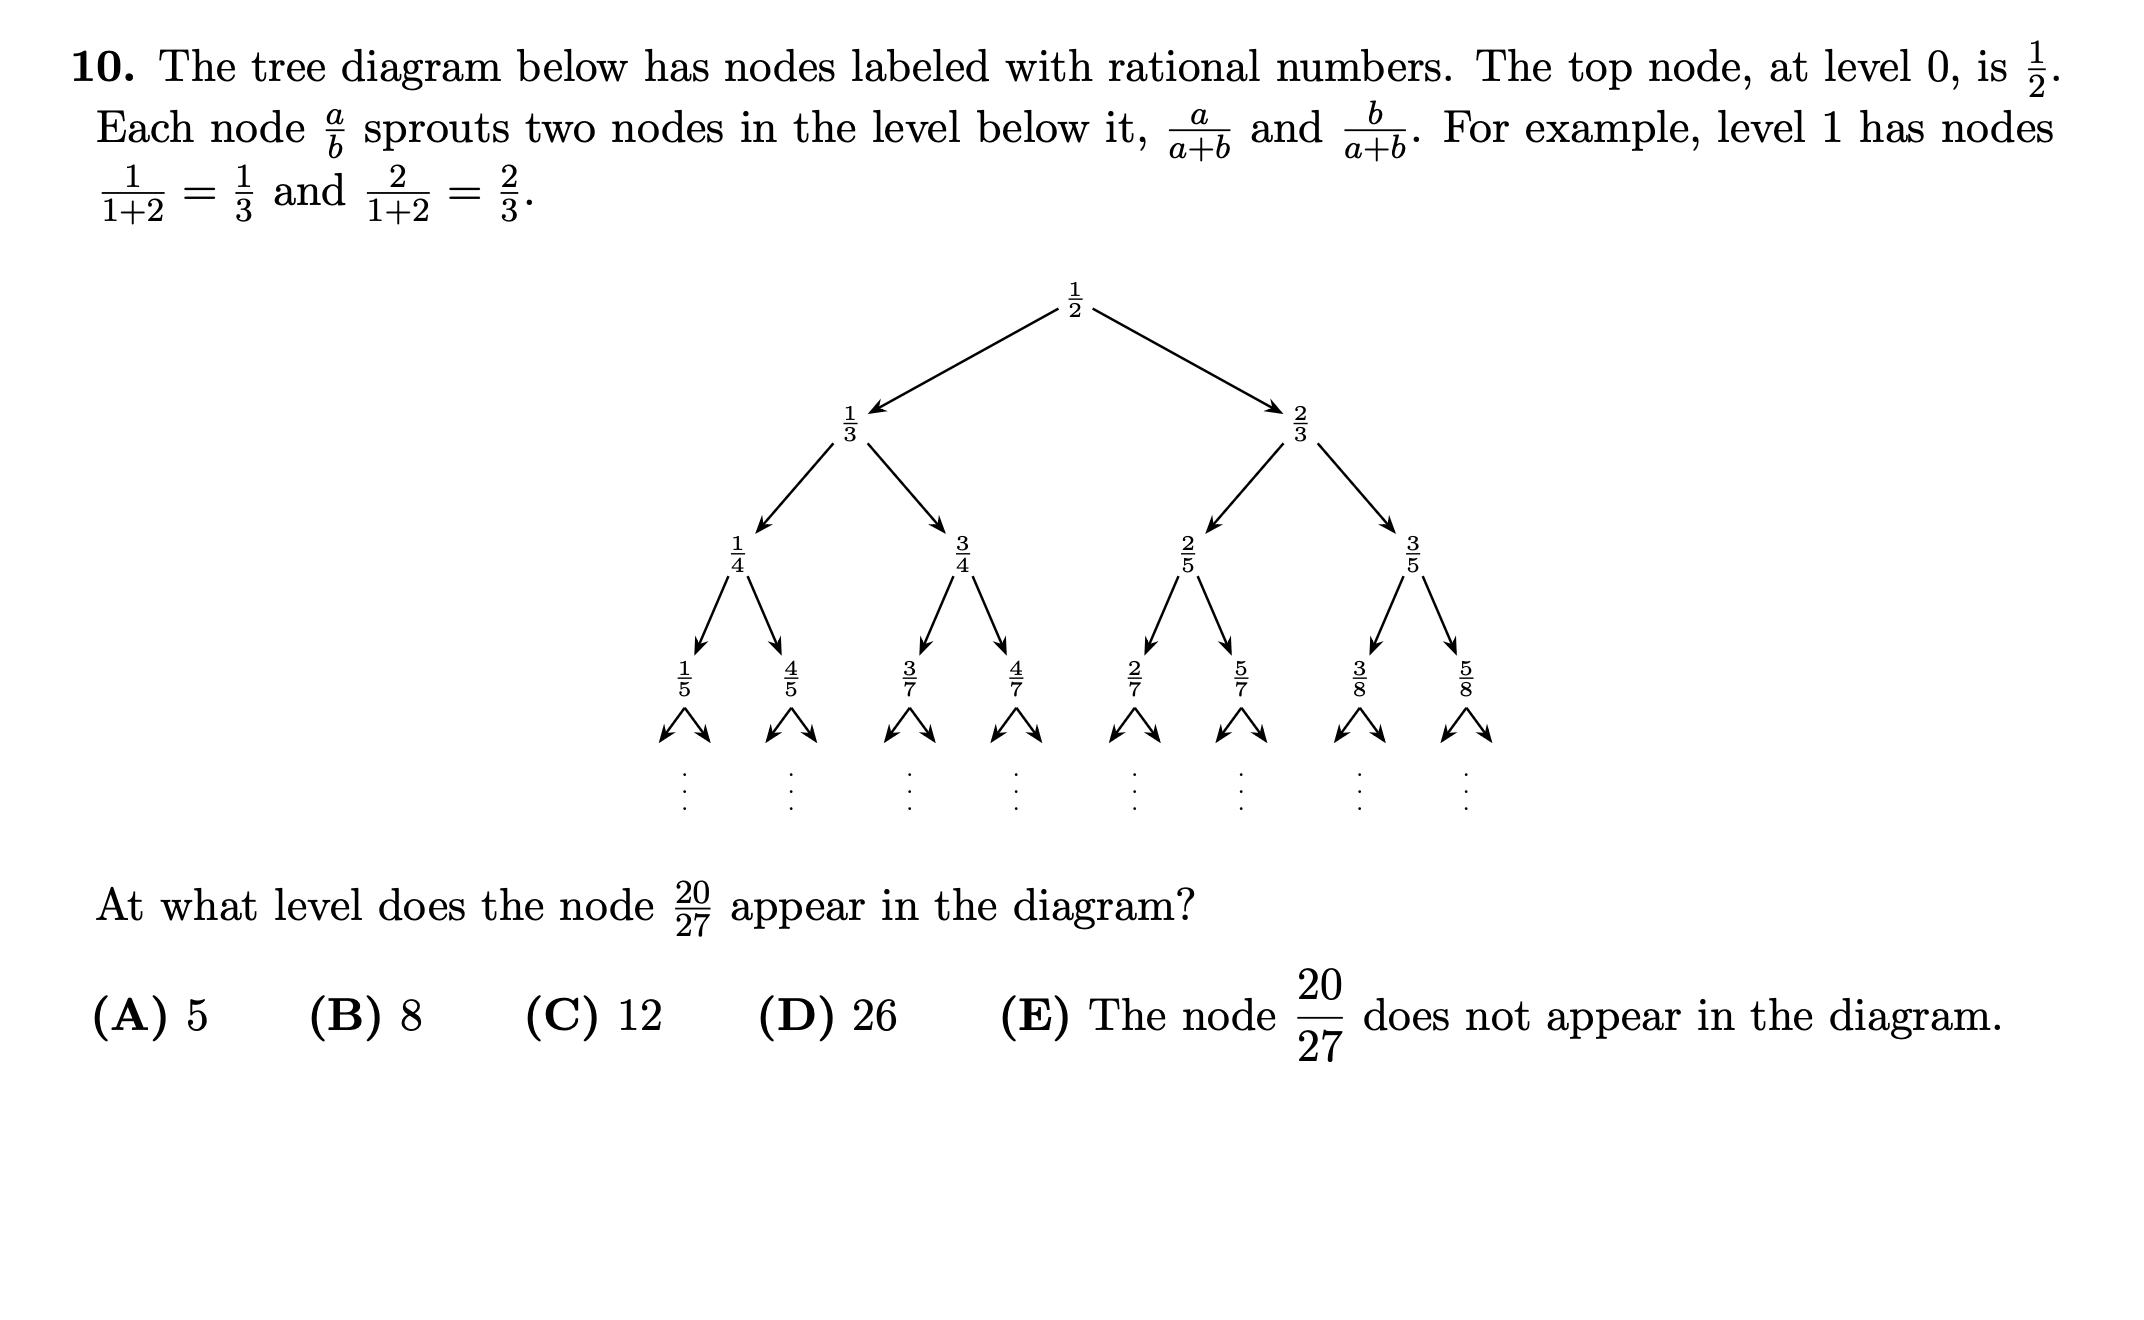 10. The tree diagram below has nodes labeled with rational numbers. The top node, at level 0, is 1/2.
Each node a/b sprouts two nodes in the level below it, a/(a+b) and b/(a+b). For example, level 1 has nodes
1/(1+2) = 1/3 and 2/(1+2) = 2/3.
1/2
1/3 2/3
1/4 3/4 2/5 3/5
1/5 4/5 3/7 4/7 2/7 5/7 3/8 5/8
⋮ ⋮ ⋮ ⋮ ⋮ ⋮ ⋮ ⋮
At what level does the node 20/27 appear in the diagram?
(A) 5 (B) 8 (C) 12 (D) 26 (E) The node 20/27 does not appear in the diagram.